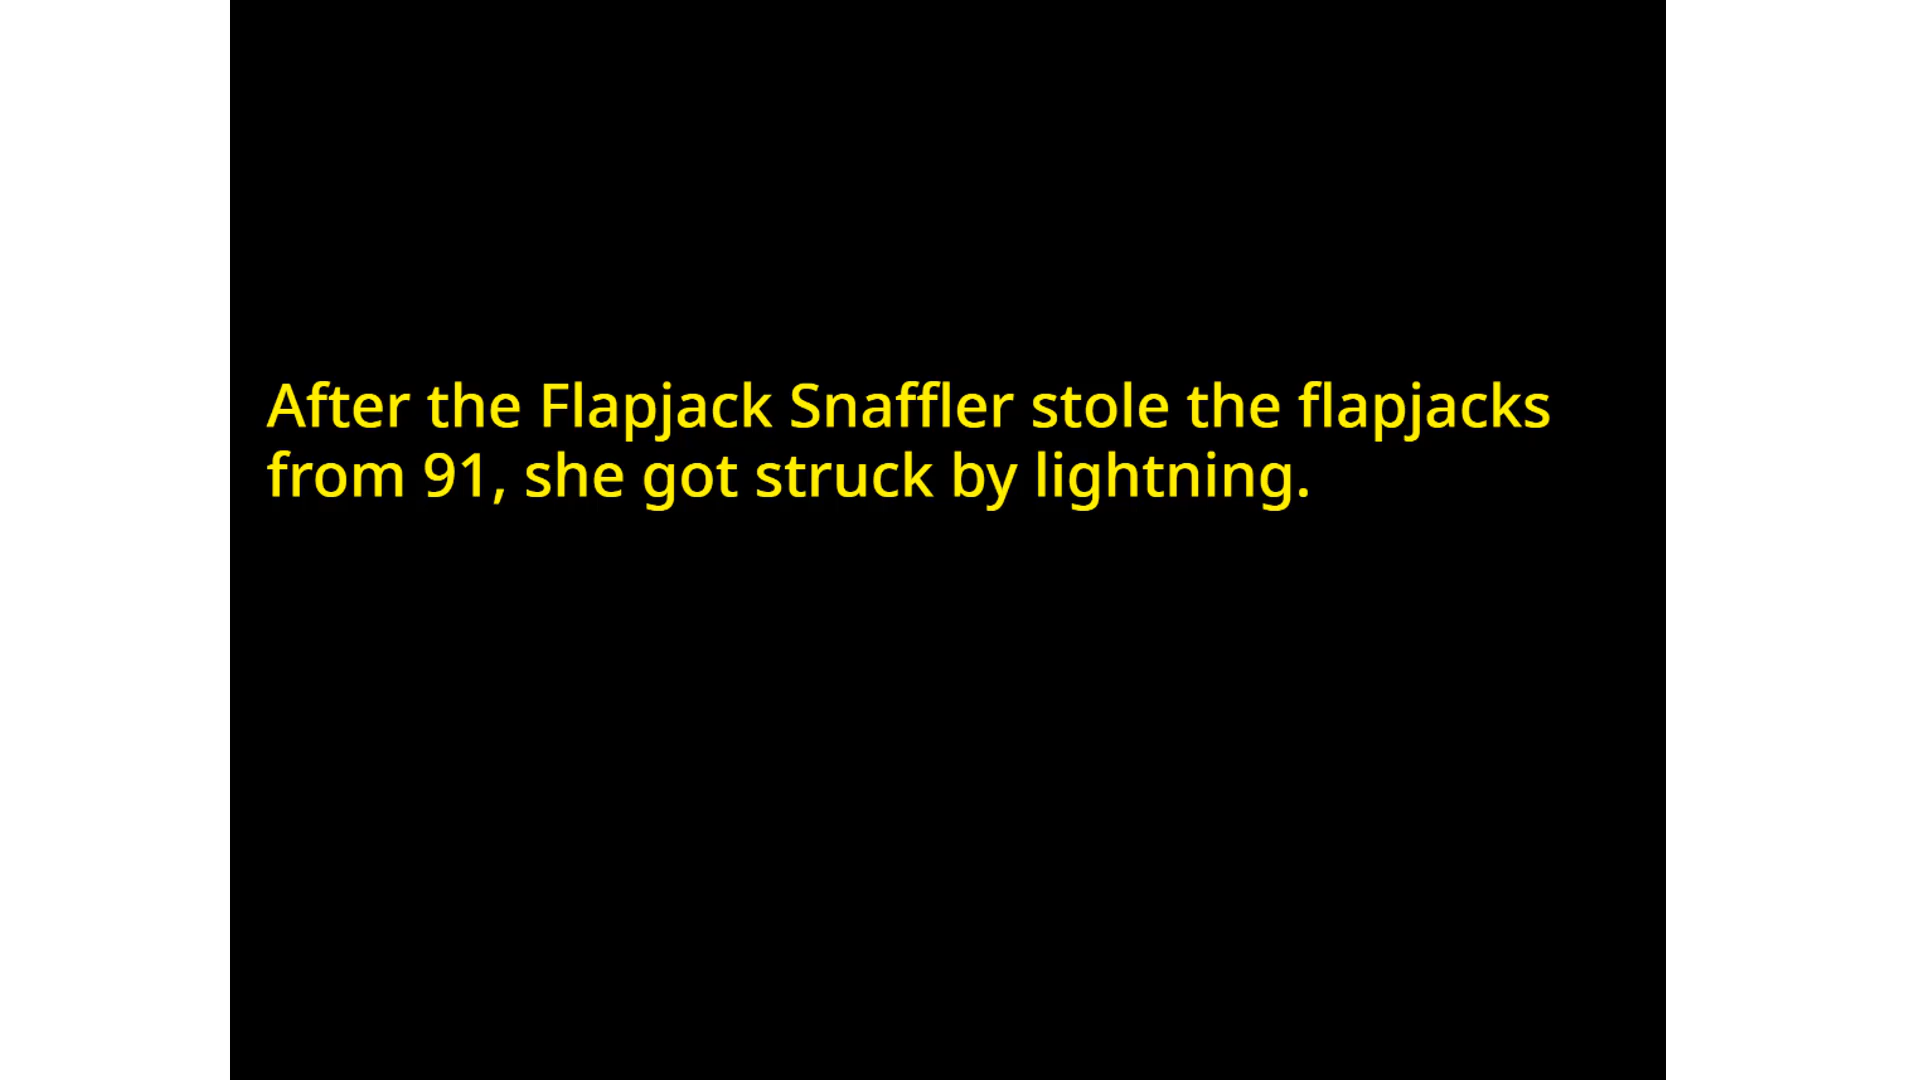 After the Flapjack Snaffler stole the flapjacks
from 91, she got struck by lightning.